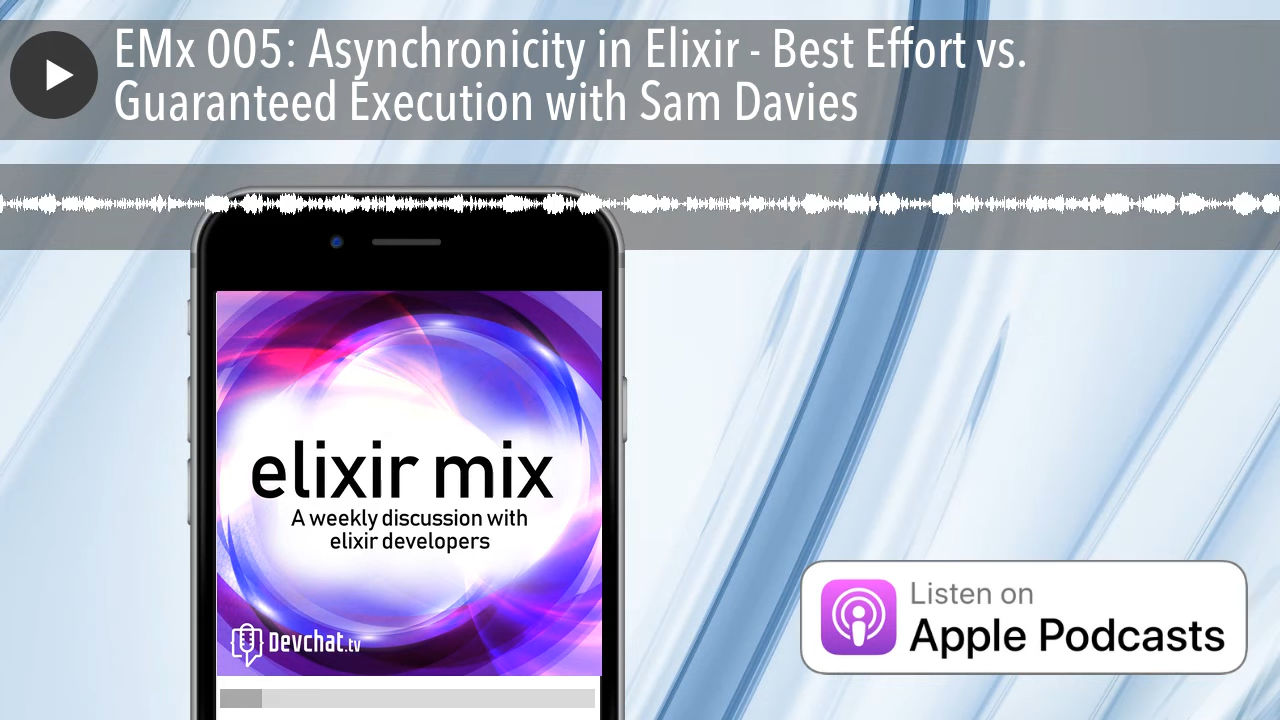 EMx 005: Asynchronicity in Elixir - Best Effort vs.
Guaranteed Execution with Sam Davies
elixir mix
A weekly discussion with
elixir developers
Devchat.tv
Listen on
Apple Podcasts